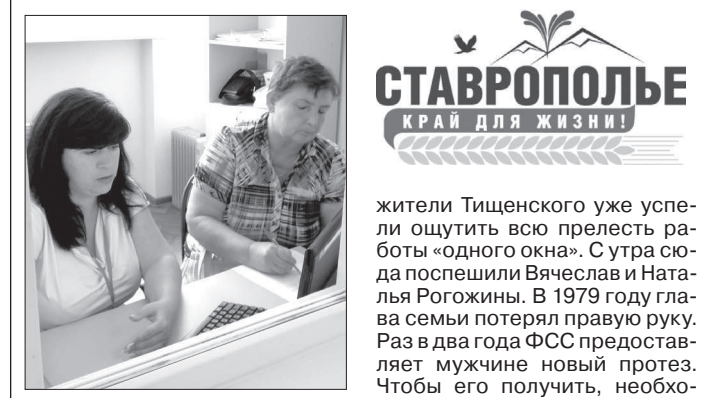 СТАВРОПОЛЬЕ
КРАЙ ДЛЯ ЖИЗНИ!
жители Тищенского уже успе-
ли ощутить всю прелесть ра-
боты «одного окна». С утра сю-
да поспешили Вячеслав и Ната-
лья Рогожины. В 1979 году гла-
ва семьи потерял правую руку.
Раз в два года ФСС предостав-
ляет мужчине новый протез.
Чтобы его получить, необхо-